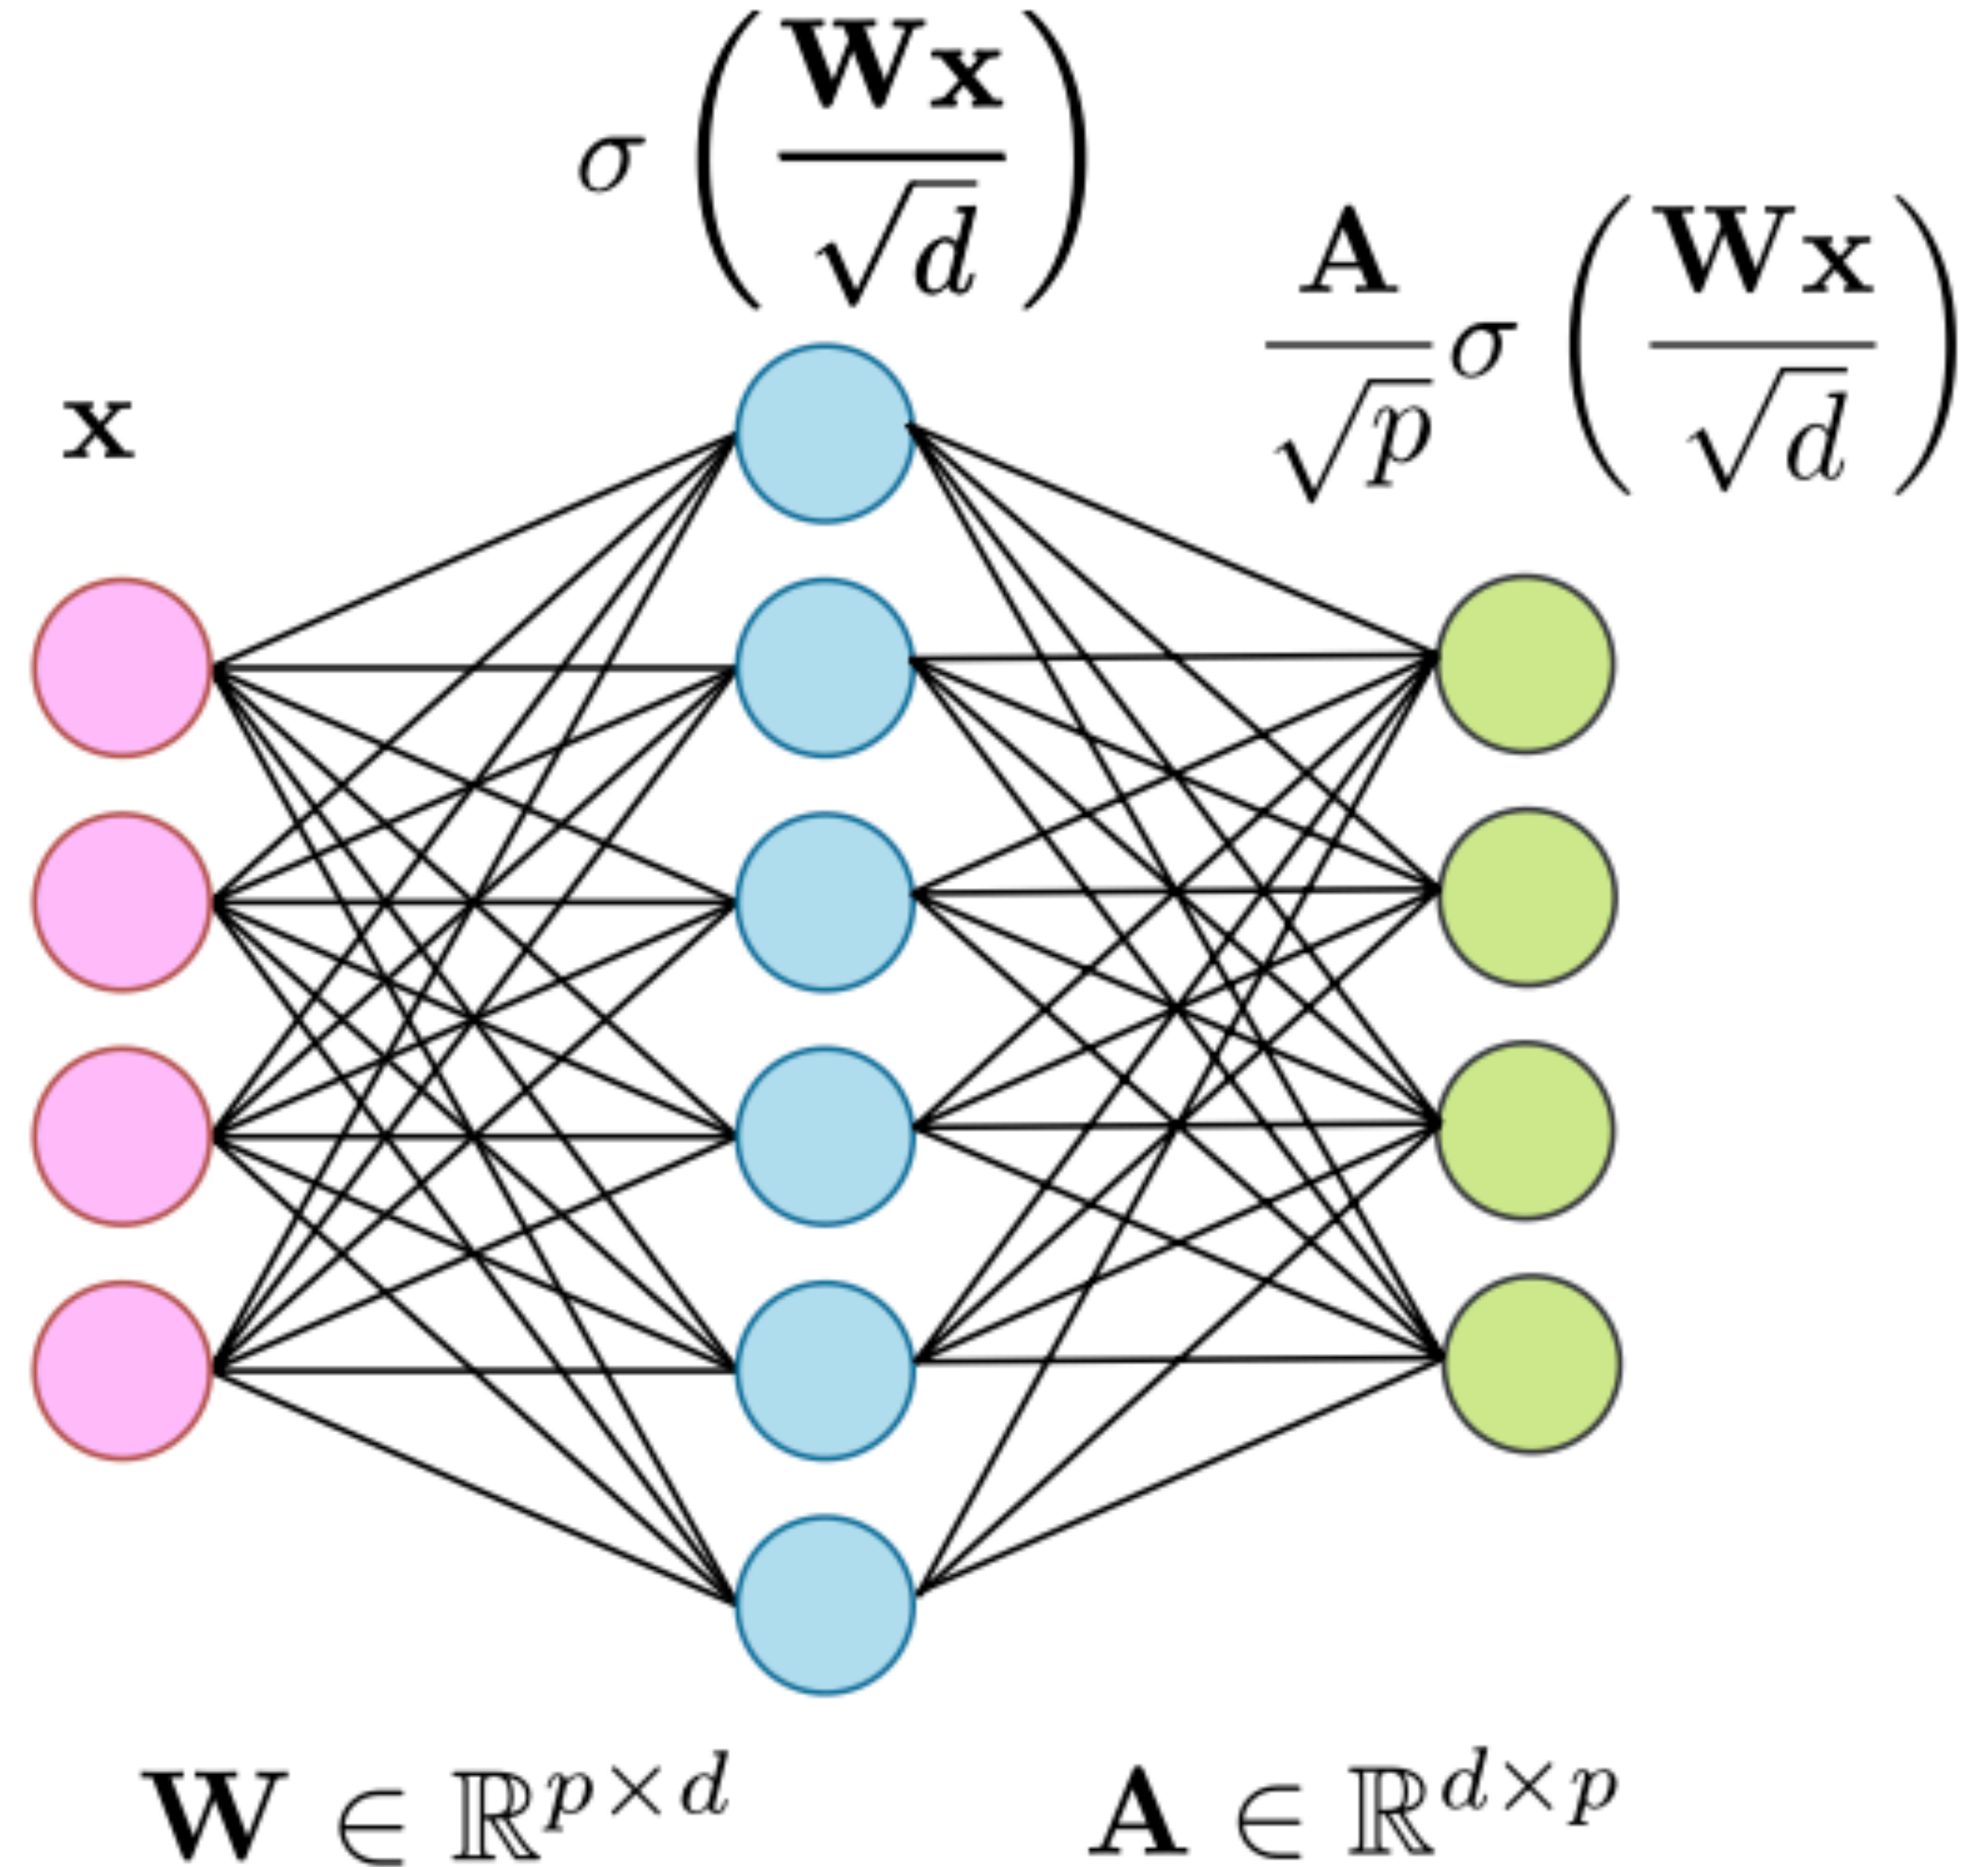 σ(Wx/√d)
A/√p σ(Wx/√d)
x
W ∈ ℝ^{p×d}
A ∈ ℝ^{d×p}